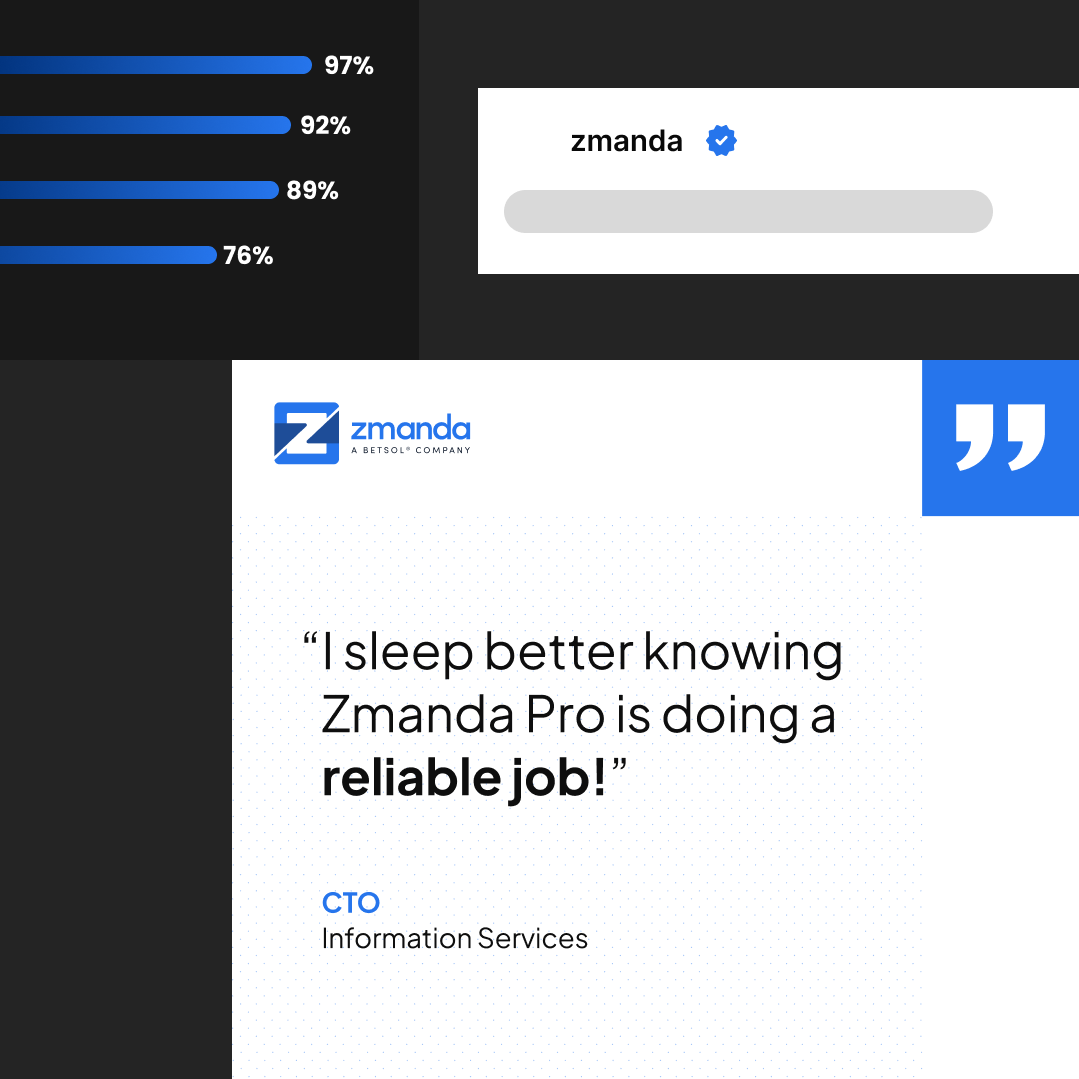 97%
92%
89%
76%
zmanda
Z
zmanda
A BETSOL® COMPANY
”
“I sleep better knowing
Zmanda Pro is doing a
reliable job!”
CTO
Information Services